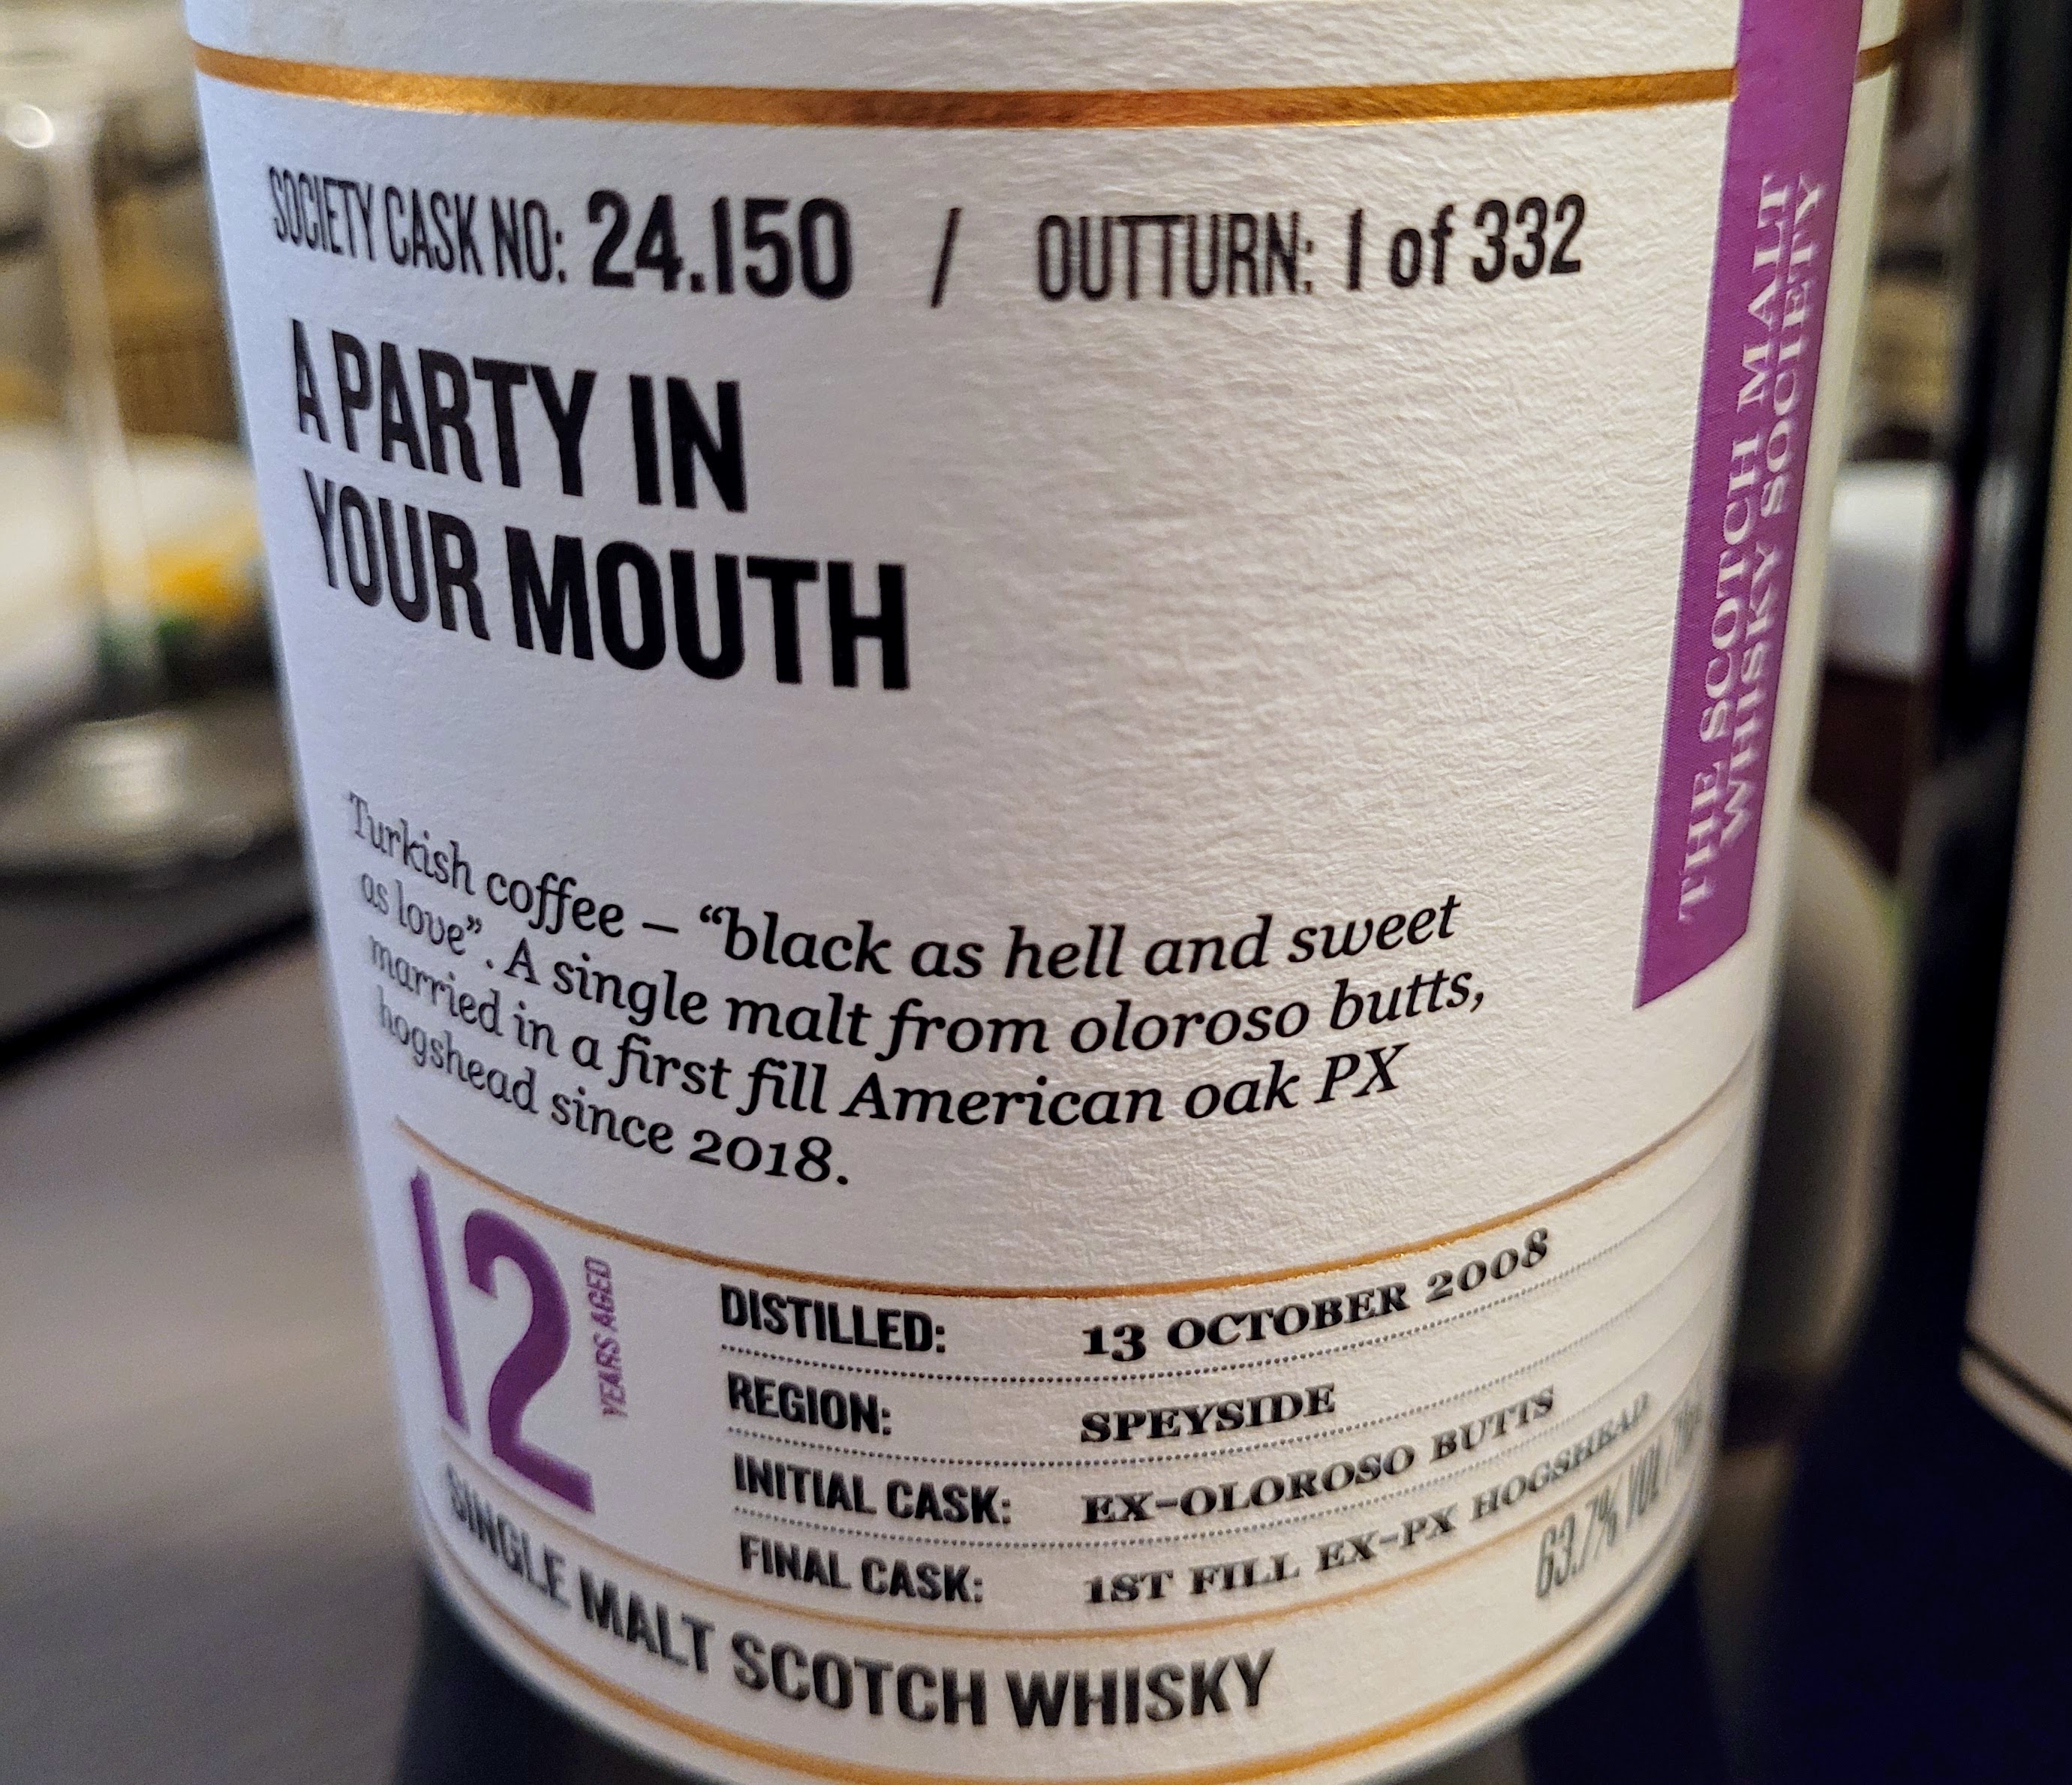 SOCIETY CASK NO: 24.150 / OUTTURN: 1 of 332
A PARTY IN
YOUR MOUTH
THE SCOTCH MALT
WHISKY SOCIETY
Turkish coffee – “black as hell and sweet
as love”. A single malt from oloroso butts,
married in a first fill American oak PX
hogshead since 2018.
12 YEARS AGED
DISTILLED: 13 OCTOBER 2008
REGION: SPEYSIDE
INITIAL CASK: EX-OLOROSO BUTTS
FINAL CASK: 1ST FILL EX-PX HOGSHEAD
SINGLE MALT SCOTCH WHISKY
63.7% VOL